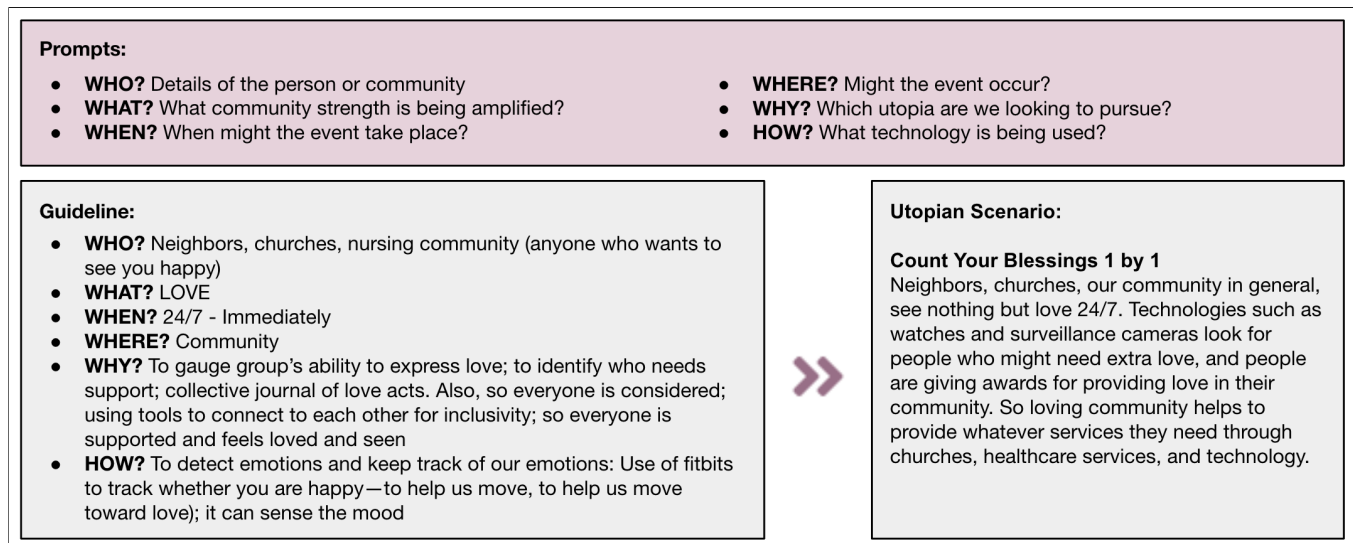 Prompts:
● WHO? Details of the person or community
● WHAT? What community strength is being amplified?
● WHEN? When might the event take place?
● WHERE? Might the event occur?
● WHY? Which utopia are we looking to pursue?
● HOW? What technology is being used?
Guideline:
● WHO? Neighbors, churches, nursing community (anyone who wants to
see you happy)
● WHAT? LOVE
● WHEN? 24/7 - Immediately
● WHERE? Community
● WHY? To gauge group’s ability to express love; to identify who needs
support; collective journal of love acts. Also, so everyone is considered;
using tools to connect to each other for inclusivity; so everyone is
supported and feels loved and seen
● HOW? To detect emotions and keep track of our emotions: Use of fitbits
to track whether you are happy—to help us move, to help us move
toward love); it can sense the mood
Utopian Scenario:
Count Your Blessings 1 by 1
Neighbors, churches, our community in general,
see nothing but love 24/7. Technologies such as
watches and surveillance cameras look for
people who might need extra love, and people
are giving awards for providing love in their
community. So loving community helps to
provide whatever services they need through
churches, healthcare services, and technology.